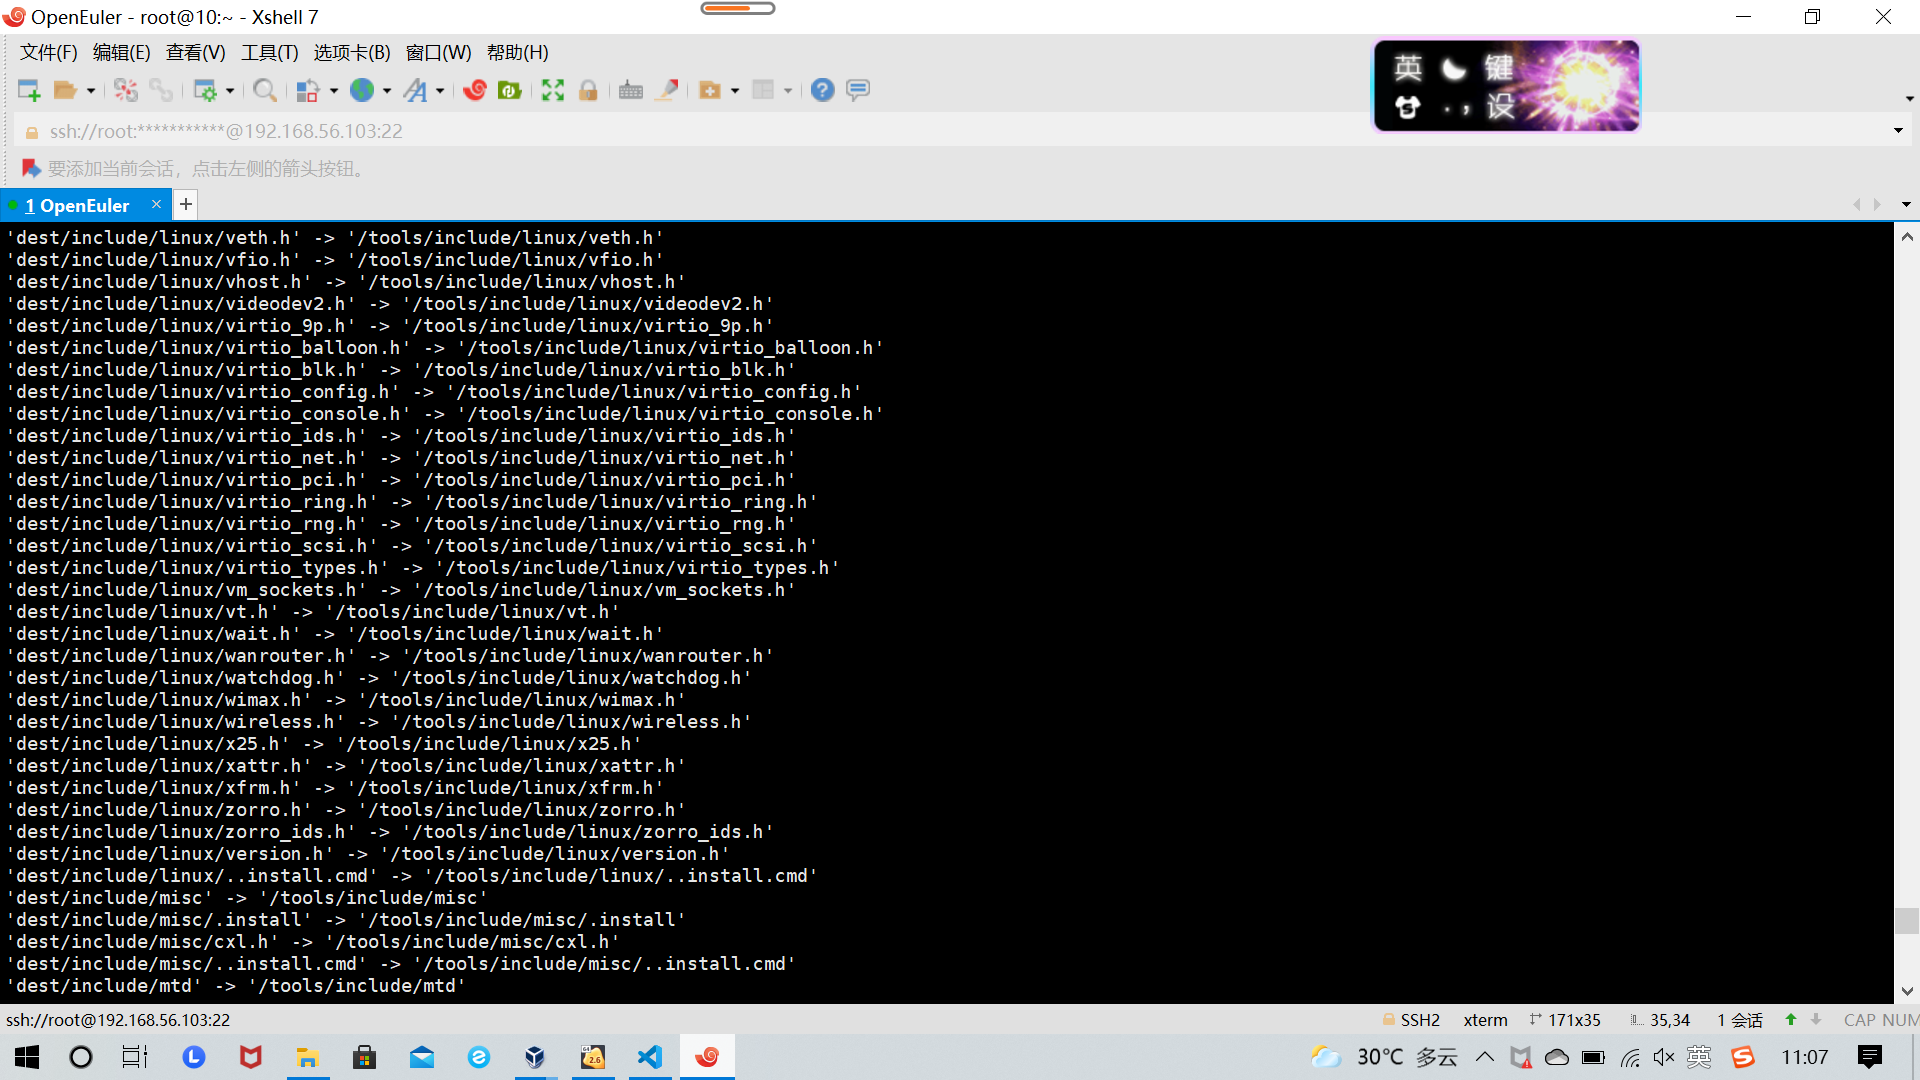 OpenEuler - root@10:~ - Xshell 7
文件(F) 编辑(E) 查看(V) 工具(T) 选项卡(B) 窗口(W) 帮助(H)
英 键
. , 设
ssh://root:***********@192.168.56.103:22
要添加当前会话，点击左侧的箭头按钮。
1 OpenEuler
'dest/include/linux/veth.h' -> '/tools/include/linux/veth.h'
'dest/include/linux/vfio.h' -> '/tools/include/linux/vfio.h'
'dest/include/linux/vhost.h' -> '/tools/include/linux/vhost.h'
'dest/include/linux/videodev2.h' -> '/tools/include/linux/videodev2.h'
'dest/include/linux/virtio_9p.h' -> '/tools/include/linux/virtio_9p.h'
'dest/include/linux/virtio_balloon.h' -> '/tools/include/linux/virtio_balloon.h'
'dest/include/linux/virtio_blk.h' -> '/tools/include/linux/virtio_blk.h'
'dest/include/linux/virtio_config.h' -> '/tools/include/linux/virtio_config.h'
'dest/include/linux/virtio_console.h' -> '/tools/include/linux/virtio_console.h'
'dest/include/linux/virtio_ids.h' -> '/tools/include/linux/virtio_ids.h'
'dest/include/linux/virtio_net.h' -> '/tools/include/linux/virtio_net.h'
'dest/include/linux/virtio_pci.h' -> '/tools/include/linux/virtio_pci.h'
'dest/include/linux/virtio_ring.h' -> '/tools/include/linux/virtio_ring.h'
'dest/include/linux/virtio_rng.h' -> '/tools/include/linux/virtio_rng.h'
'dest/include/linux/virtio_scsi.h' -> '/tools/include/linux/virtio_scsi.h'
'dest/include/linux/virtio_types.h' -> '/tools/include/linux/virtio_types.h'
'dest/include/linux/vm_sockets.h' -> '/tools/include/linux/vm_sockets.h'
'dest/include/linux/vt.h' -> '/tools/include/linux/vt.h'
'dest/include/linux/wait.h' -> '/tools/include/linux/wait.h'
'dest/include/linux/wanrouter.h' -> '/tools/include/linux/wanrouter.h'
'dest/include/linux/watchdog.h' -> '/tools/include/linux/watchdog.h'
'dest/include/linux/wimax.h' -> '/tools/include/linux/wimax.h'
'dest/include/linux/wireless.h' -> '/tools/include/linux/wireless.h'
'dest/include/linux/x25.h' -> '/tools/include/linux/x25.h'
'dest/include/linux/xattr.h' -> '/tools/include/linux/xattr.h'
'dest/include/linux/xfrm.h' -> '/tools/include/linux/xfrm.h'
'dest/include/linux/zorro.h' -> '/tools/include/linux/zorro.h'
'dest/include/linux/zorro_ids.h' -> '/tools/include/linux/zorro_ids.h'
'dest/include/linux/version.h' -> '/tools/include/linux/version.h'
'dest/include/linux/..install.cmd' -> '/tools/include/linux/..install.cmd'
'dest/include/misc' -> '/tools/include/misc'
'dest/include/misc/.install' -> '/tools/include/misc/.install'
'dest/include/misc/cxl.h' -> '/tools/include/misc/cxl.h'
'dest/include/misc/..install.cmd' -> '/tools/include/misc/..install.cmd'
'dest/include/mtd' -> '/tools/include/mtd'
ssh://root@192.168.56.103:22 SSH2 xterm 171x35 35,34 1 会话 CAP NUM
30℃ 多云 英 11:07